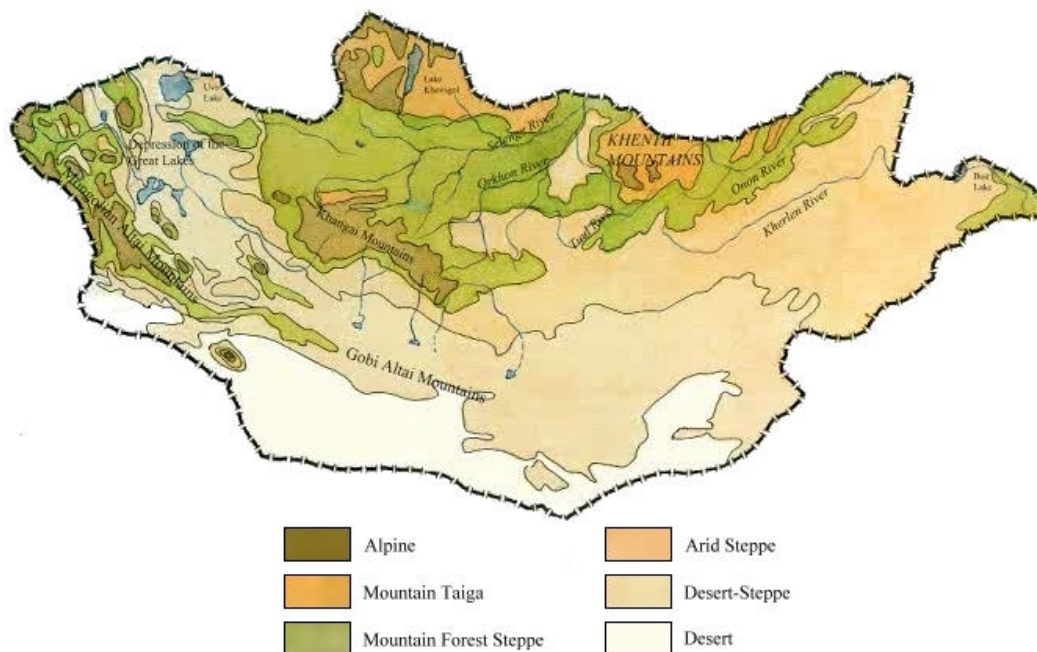 Uvs
Lake
Lake
Khovsgol
Depression of the
Great Lakes
Selenge River
Orkhon River
KHENTII
MOUNTAINS
Onon River
Buir
Lake
Mongolian Altai Mountains
Khangai Mountains
Tuul River
Kherlen River
Gobi Altai Mountains
Alpine
Mountain Taiga
Mountain Forest Steppe
Arid Steppe
Desert-Steppe
Desert